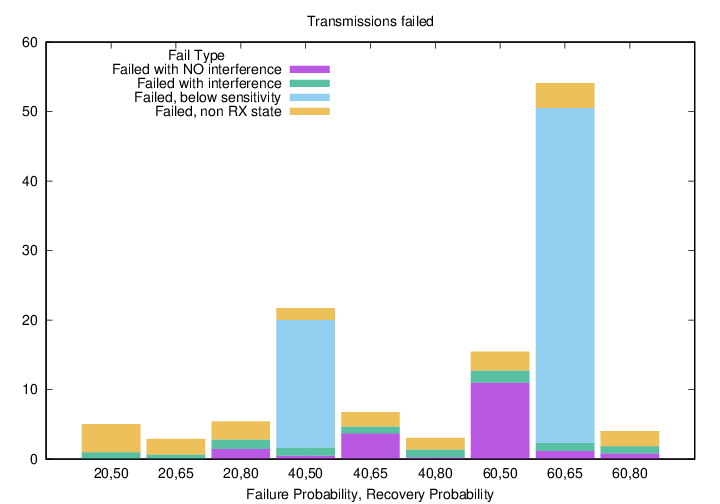 Transmissions failed
60
50
40
30
20
10
0
Fail Type
Failed with NO interference
Failed with interference
Failed, below sensitivity
Failed, non RX state
20,50 20,65 20,80 40,50 40,65 40,80 60,50 60,65 60,80
Failure Probability, Recovery Probability